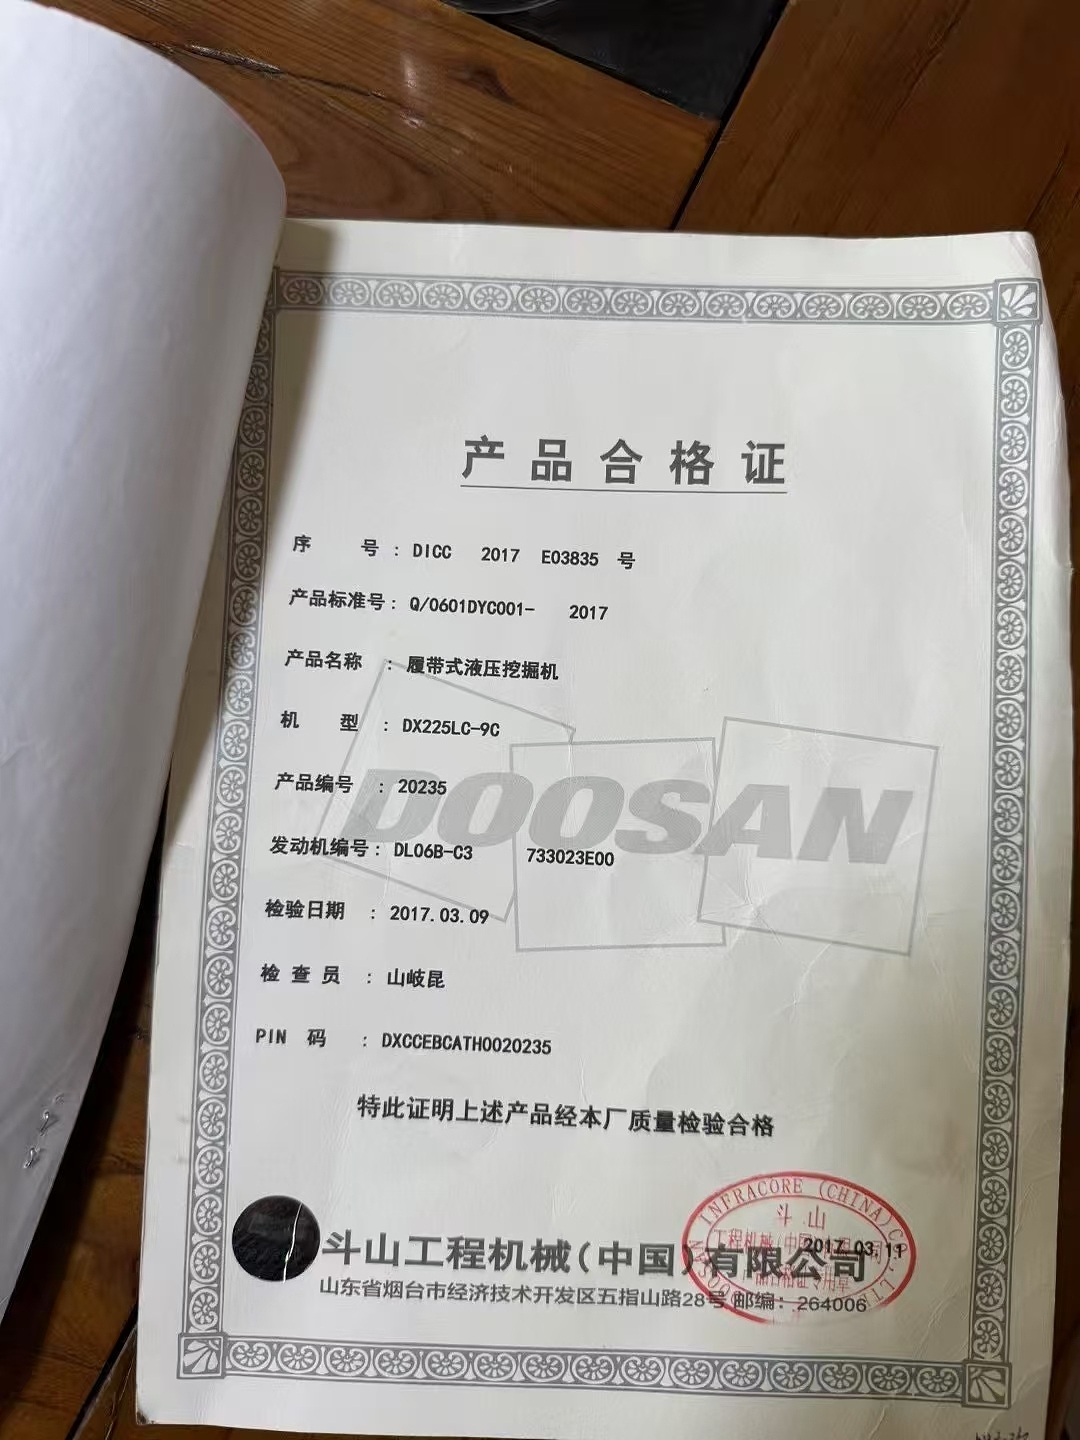 产品合格证
序 号 : DICC 2017 E03835 号
产品标准号 : Q/0601DYC001- 2017
产品名称 : 履带式液压挖掘机
机 型 : DX225LC-9C
产品编号 : 20235
DOOSAN
发动机编号 : DL06B-C3 733023E00
检验日期 : 2017.03.09
检 查 员 : 山岐昆
PIN 码 : DXCCEBCATH0020235
特此证明上述产品经本厂质量检验合格
INFRACORE (CHINA) C
斗山
工程机械
2017.03.11
斗山工程机械(中国)有限公司
山东省烟台市经济技术开发区五指山路28号 邮编：264006